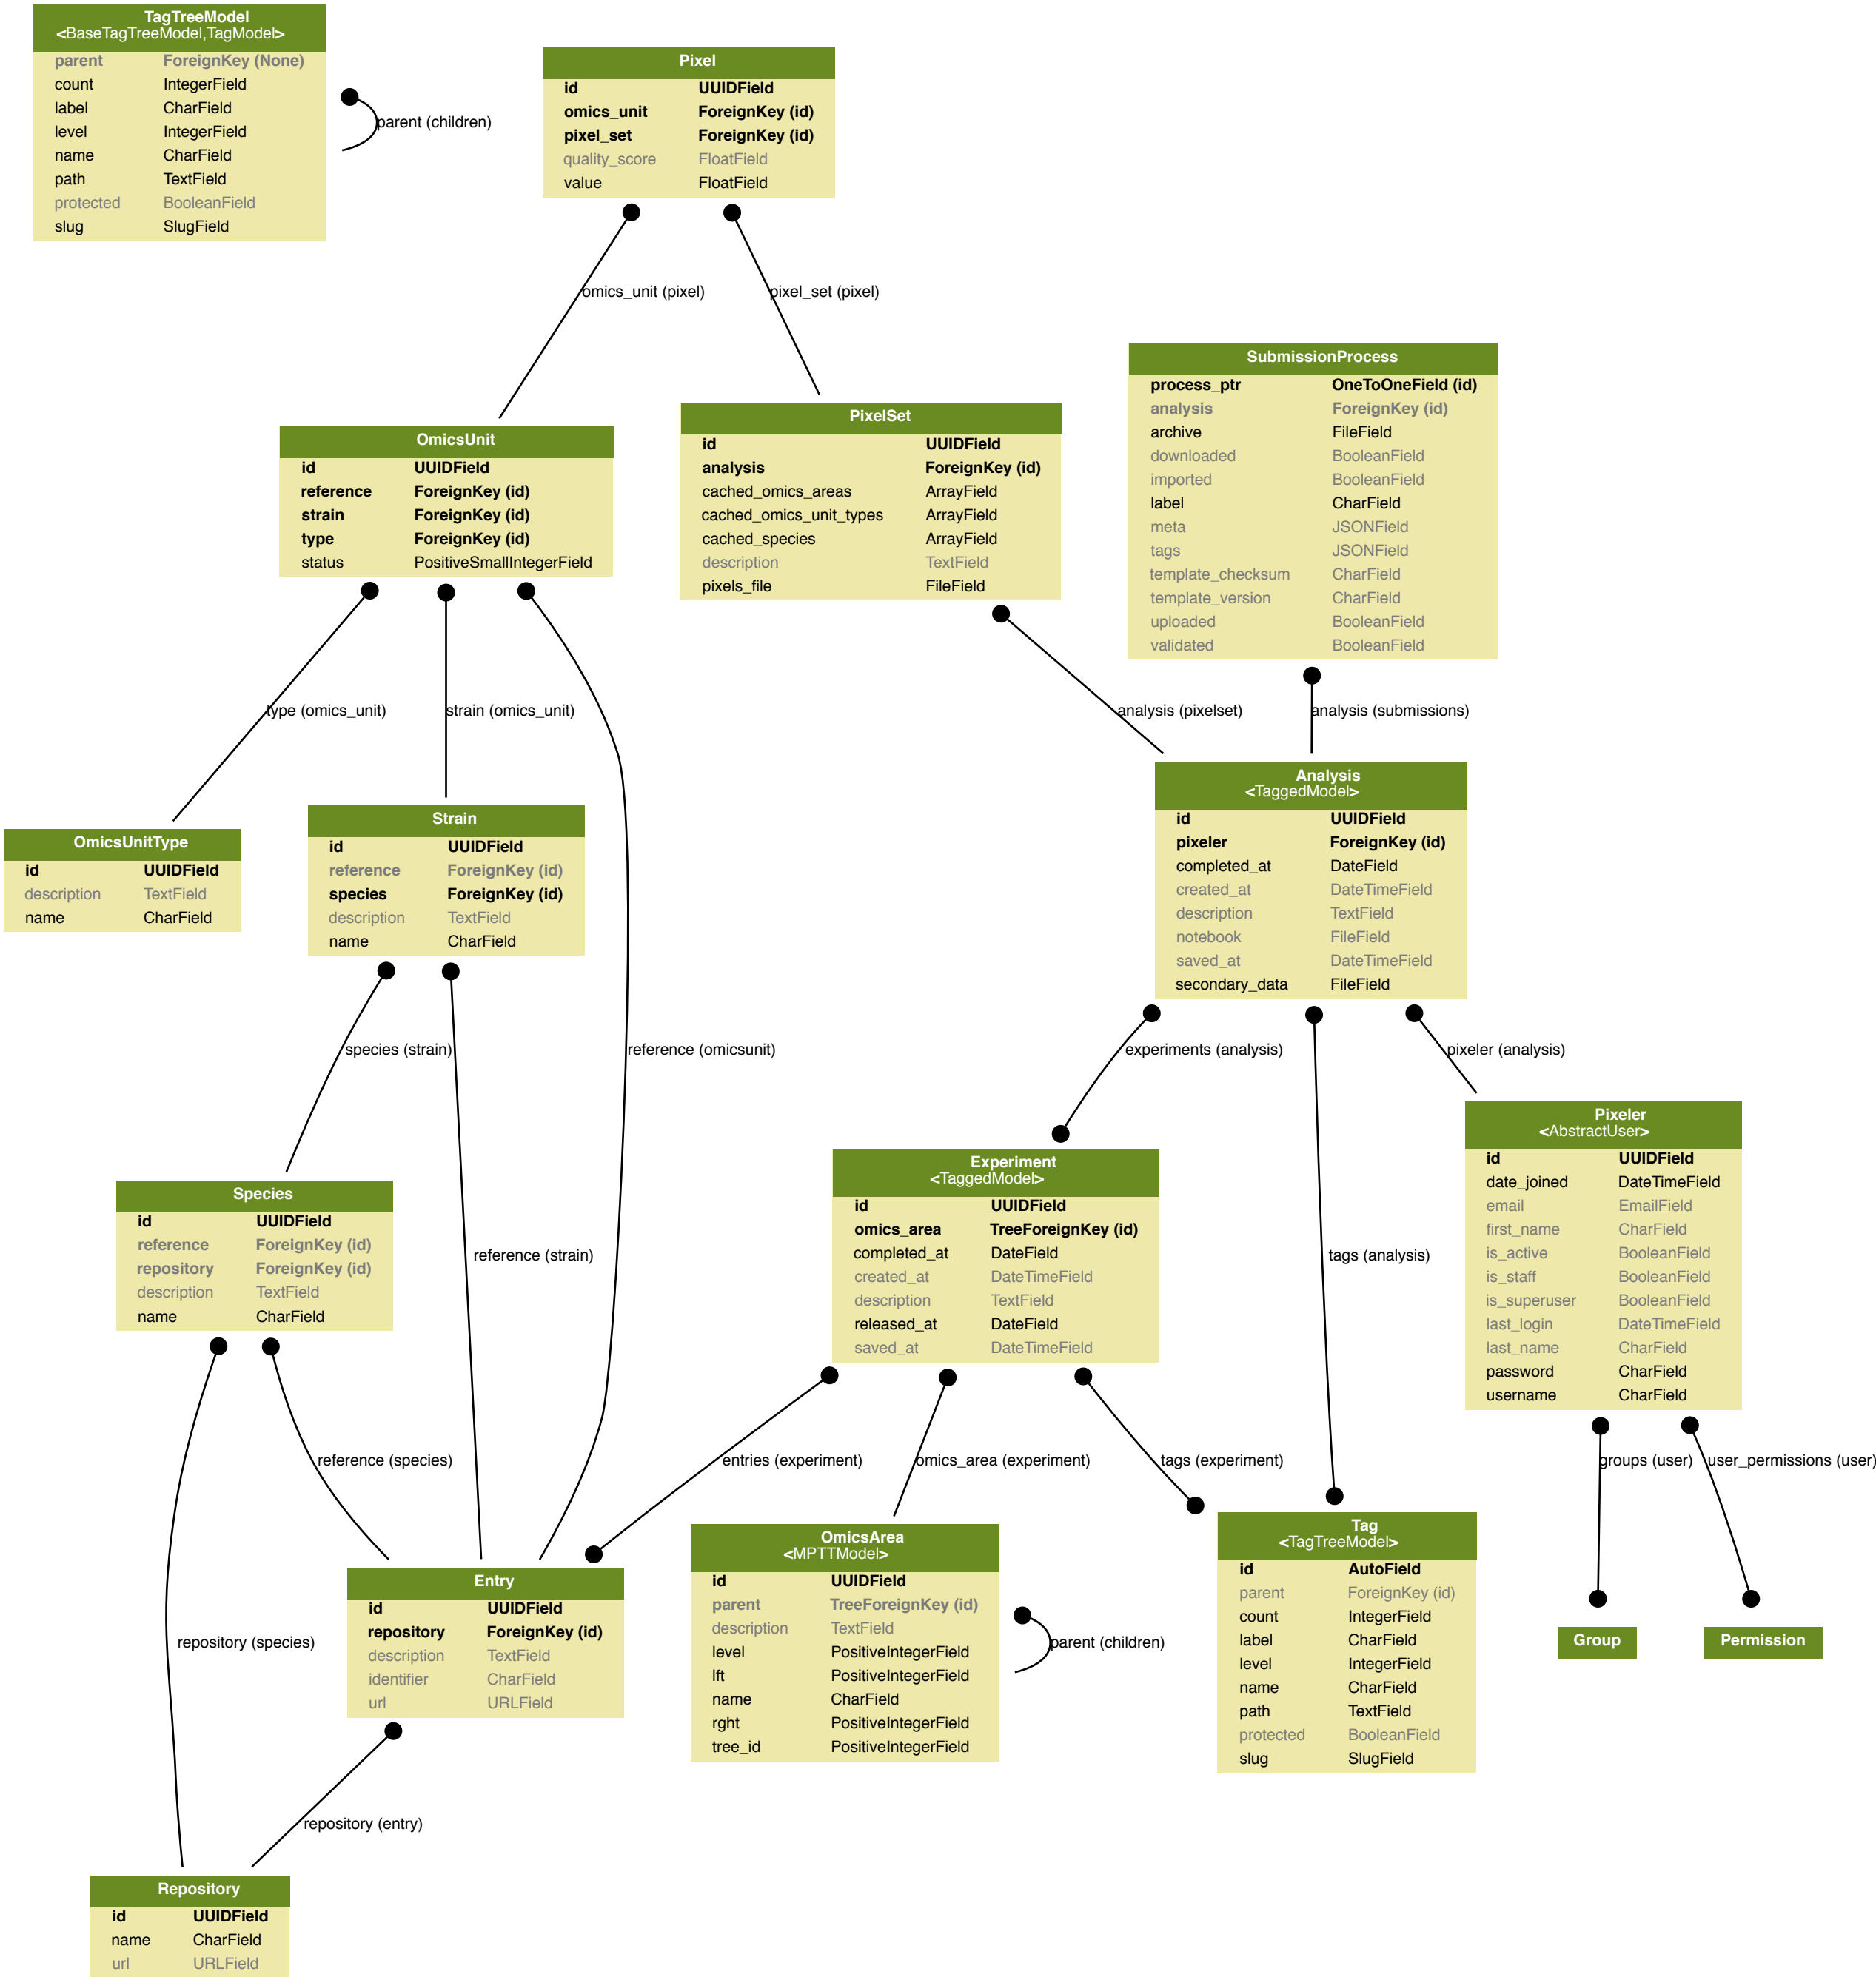 TagTreeModel
<BaseTagTreeModel,TagModel>
parent ForeignKey (None)
count IntegerField
label CharField
level IntegerField
name CharField
path TextField
protected BooleanField
slug SlugField
parent (children)
Pixel
id UUIDField
omics_unit ForeignKey (id)
pixel_set ForeignKey (id)
quality_score FloatField
value FloatField
omics_unit (pixel)
pixel_set (pixel)
SubmissionProcess
process_ptr OneToOneField (id)
analysis ForeignKey (id)
archive FileField
downloaded BooleanField
imported BooleanField
label CharField
meta JSONField
tags JSONField
template_checksum CharField
template_version CharField
uploaded BooleanField
validated BooleanField
PixelSet
id UUIDField
analysis ForeignKey (id)
cached_omics_areas ArrayField
cached_omics_unit_types ArrayField
cached_species ArrayField
description TextField
pixels_file FileField
OmicsUnit
id UUIDField
reference ForeignKey (id)
strain ForeignKey (id)
type ForeignKey (id)
status PositiveSmallIntegerField
type (omics_unit)
strain (omics_unit)
analysis (pixelset)
analysis (submissions)
Analysis
<TaggedModel>
id UUIDField
pixeler ForeignKey (id)
completed_at DateField
created_at DateTimeField
description TextField
notebook FileField
saved_at DateTimeField
secondary_data FileField
OmicsUnitType
id UUIDField
description TextField
name CharField
Strain
id UUIDField
reference ForeignKey (id)
species ForeignKey (id)
description TextField
name CharField
species (strain)
reference (omicsunit)
experiments (analysis)
pixeler (analysis)
Pixeler
<AbstractUser>
id UUIDField
date_joined DateTimeField
email EmailField
first_name CharField
is_active BooleanField
is_staff BooleanField
is_superuser BooleanField
last_login DateTimeField
last_name CharField
password CharField
username CharField
Experiment
<TaggedModel>
id UUIDField
omics_area TreeForeignKey (id)
completed_at DateField
created_at DateTimeField
description TextField
released_at DateField
saved_at DateTimeField
Species
id UUIDField
reference ForeignKey (id)
repository ForeignKey (id)
description TextField
name CharField
reference (strain)
tags (analysis)
reference (species)
entries (experiment)
omics_area (experiment)
tags (experiment)
groups (user)
user_permissions (user)
Tag
<TagTreeModel>
id AutoField
parent ForeignKey (id)
count IntegerField
label CharField
level IntegerField
name CharField
path TextField
protected BooleanField
slug SlugField
OmicsArea
<MPTTModel>
id UUIDField
parent TreeForeignKey (id)
description TextField
level PositiveIntegerField
lft PositiveIntegerField
name CharField
rght PositiveIntegerField
tree_id PositiveIntegerField
parent (children)
Entry
id UUIDField
repository ForeignKey (id)
description TextField
identifier CharField
url URLField
Group
Permission
repository (species)
repository (entry)
Repository
id UUIDField
name CharField
url URLField